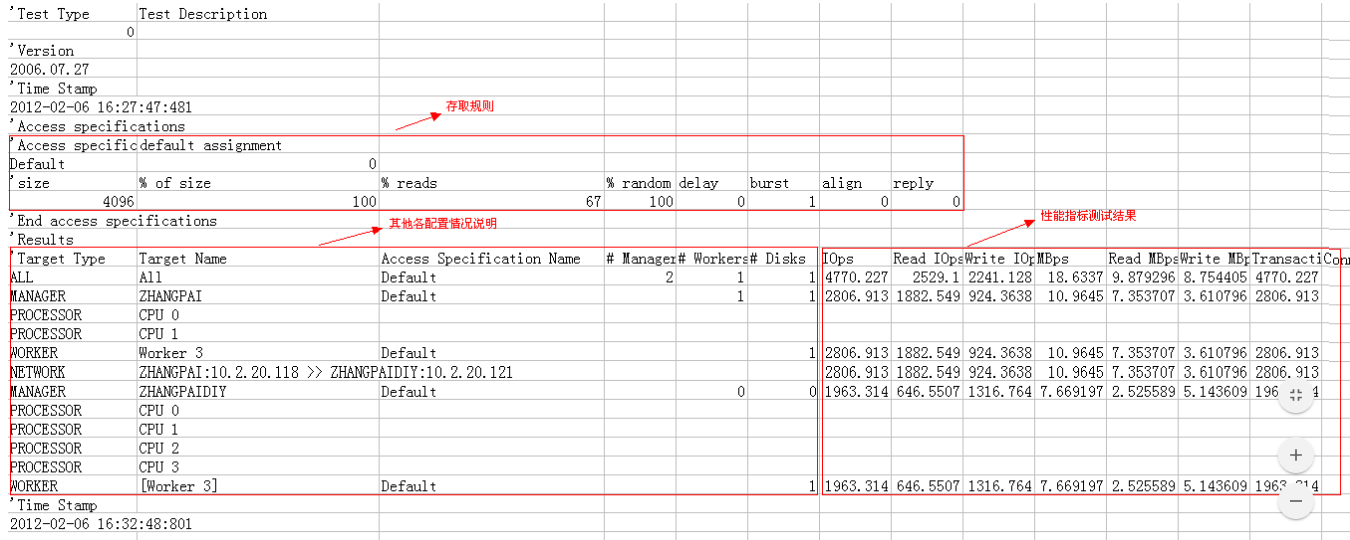 'Test Type Test Description
0
'Version
2006.07.27
'Time Stamp
2012-02-06 16:27:47:481
存取规则
'Access specifications
'Access specific default assignment
Default 0
'size % of size % reads % random delay burst align reply
4096 100 67 100 0 1 0 0
'End access specifications
其他各配置情况说明
性能指标测试结果
'Results
'Target Type Target Name Access Specification Name # Manager # Workers # Disks IOps Read IOps Write IOp MBps Read MBps Write MBp Transacti Conn
ALL All Default 2 1 1 4770.227 2529.1 2241.128 18.6337 9.879296 8.754405 4770.227
MANAGER ZHANGPAI Default 1 1 2806.913 1882.549 924.3638 10.9645 7.353707 3.610796 2806.913
PROCESSOR CPU 0
PROCESSOR CPU 1
WORKER Worker 3 Default 1 2806.913 1882.549 924.3638 10.9645 7.353707 3.610796 2806.913
NETWORK ZHANGPAI:10.2.20.118 >> ZHANGPAIDIY:10.2.20.121 2806.913 1882.549 924.3638 10.9645 7.353707 3.610796 2806.913
MANAGER ZHANGPAIDIY Default 0 0 1963.314 646.5507 1316.764 7.669197 2.525589 5.143609
PROCESSOR CPU 0
PROCESSOR CPU 1
PROCESSOR CPU 2
PROCESSOR CPU 3
WORKER [Worker 3] Default 1 1963.314 646.5507 1316.764 7.669197 2.525589 5.143609
'Time Stamp
2012-02-06 16:32:48:801